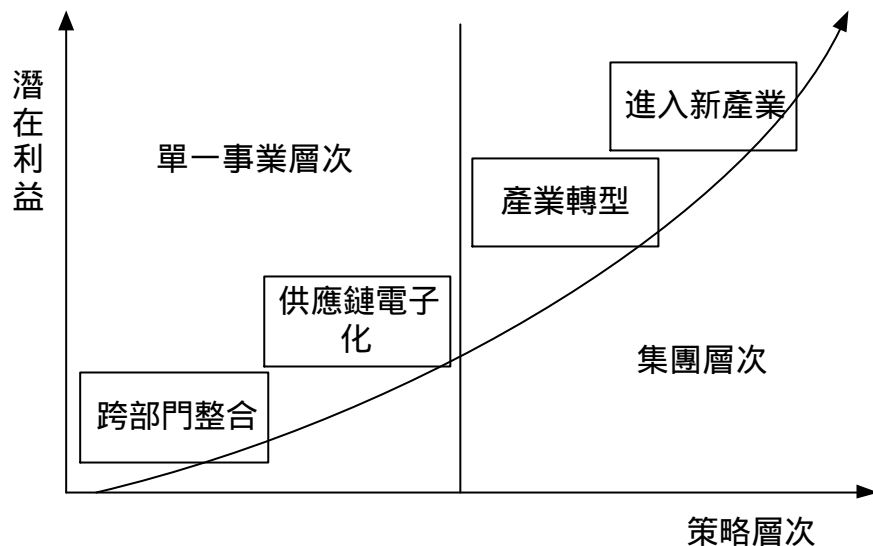 潛在利益
單一事業層次
進入新產業
產業轉型
供應鏈電子
化
集團層次
跨部門整合
策略層次